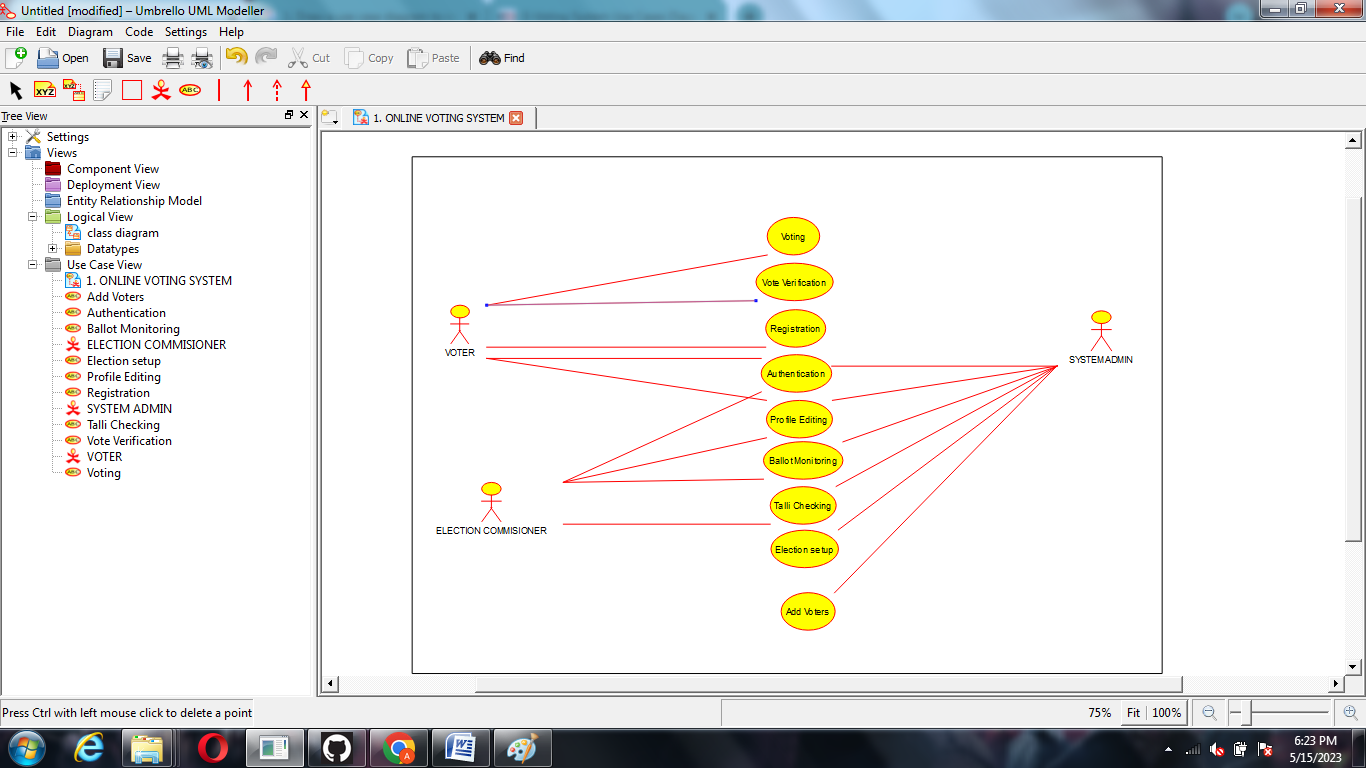 Untitled [modified] – Umbrello UML Modeller
File Edit Diagram Code Settings Help
Open Save Cut Copy Paste Find
XYZ XYZ ABC
Tree View
1. ONLINE VOTING SYSTEM
Settings
Views
Component View
Deployment View
Entity Relationship Model
Logical View
class diagram
Datatypes
Use Case View
1. ONLINE VOTING SYSTEM
Add Voters
Authentication
Ballot Monitoring
ELECTION COMMISIONER
Election setup
Profile Editing
Registration
SYSTEM ADMIN
Talli Checking
Vote Verification
VOTER
Voting
Voting
Vote Verification
Registration
VOTER
SYSTEM ADMIN
Authentication
Profile Editing
Ballot Monitoring
Talli Checking
ELECTION COMMISIONER
Election setup
Add Voters
Press Ctrl with left mouse click to delete a point
75% Fit 100%
6:23 PM
5/15/2023